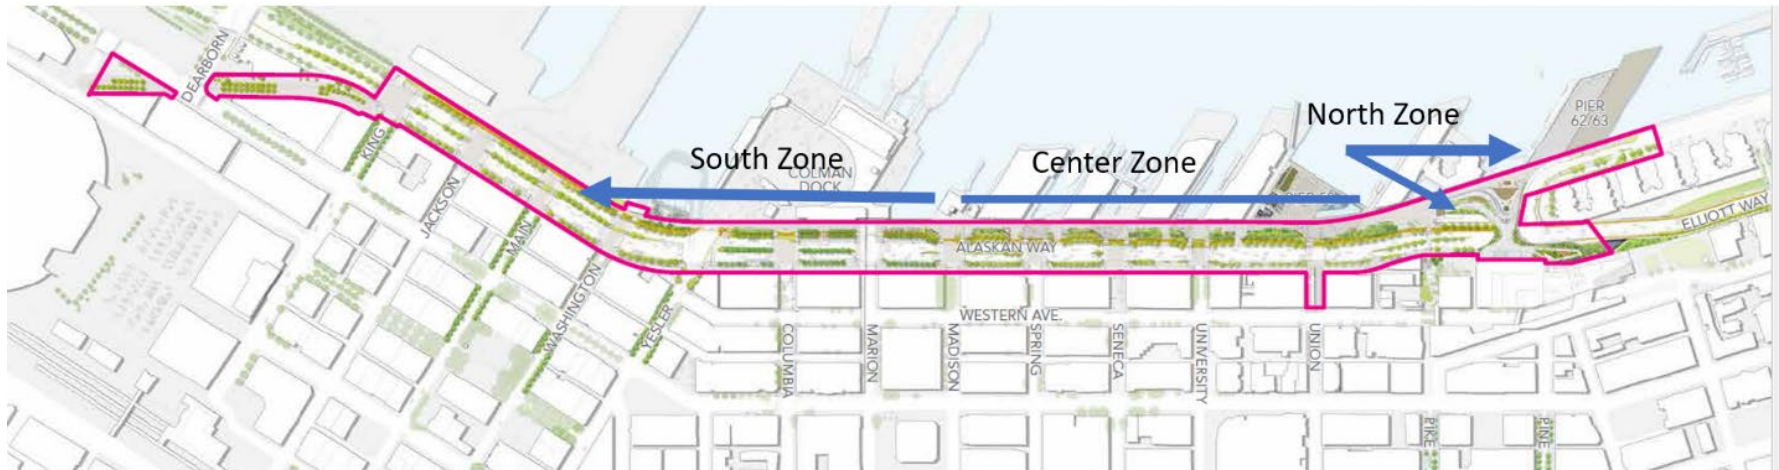 DEARBORN
KING
JACKSON
MAIN
WASHINGTON
YESLER
South Zone
COLMAN
DOCK
Center Zone
North Zone
PIER
62/63
ALASKAN WAY
ELLIOTT WAY
WESTERN AVE.
COLUMBIA
MARION
MADISON
SPRING
SENECA
UNIVERSITY
UNION
PIKE
PINE